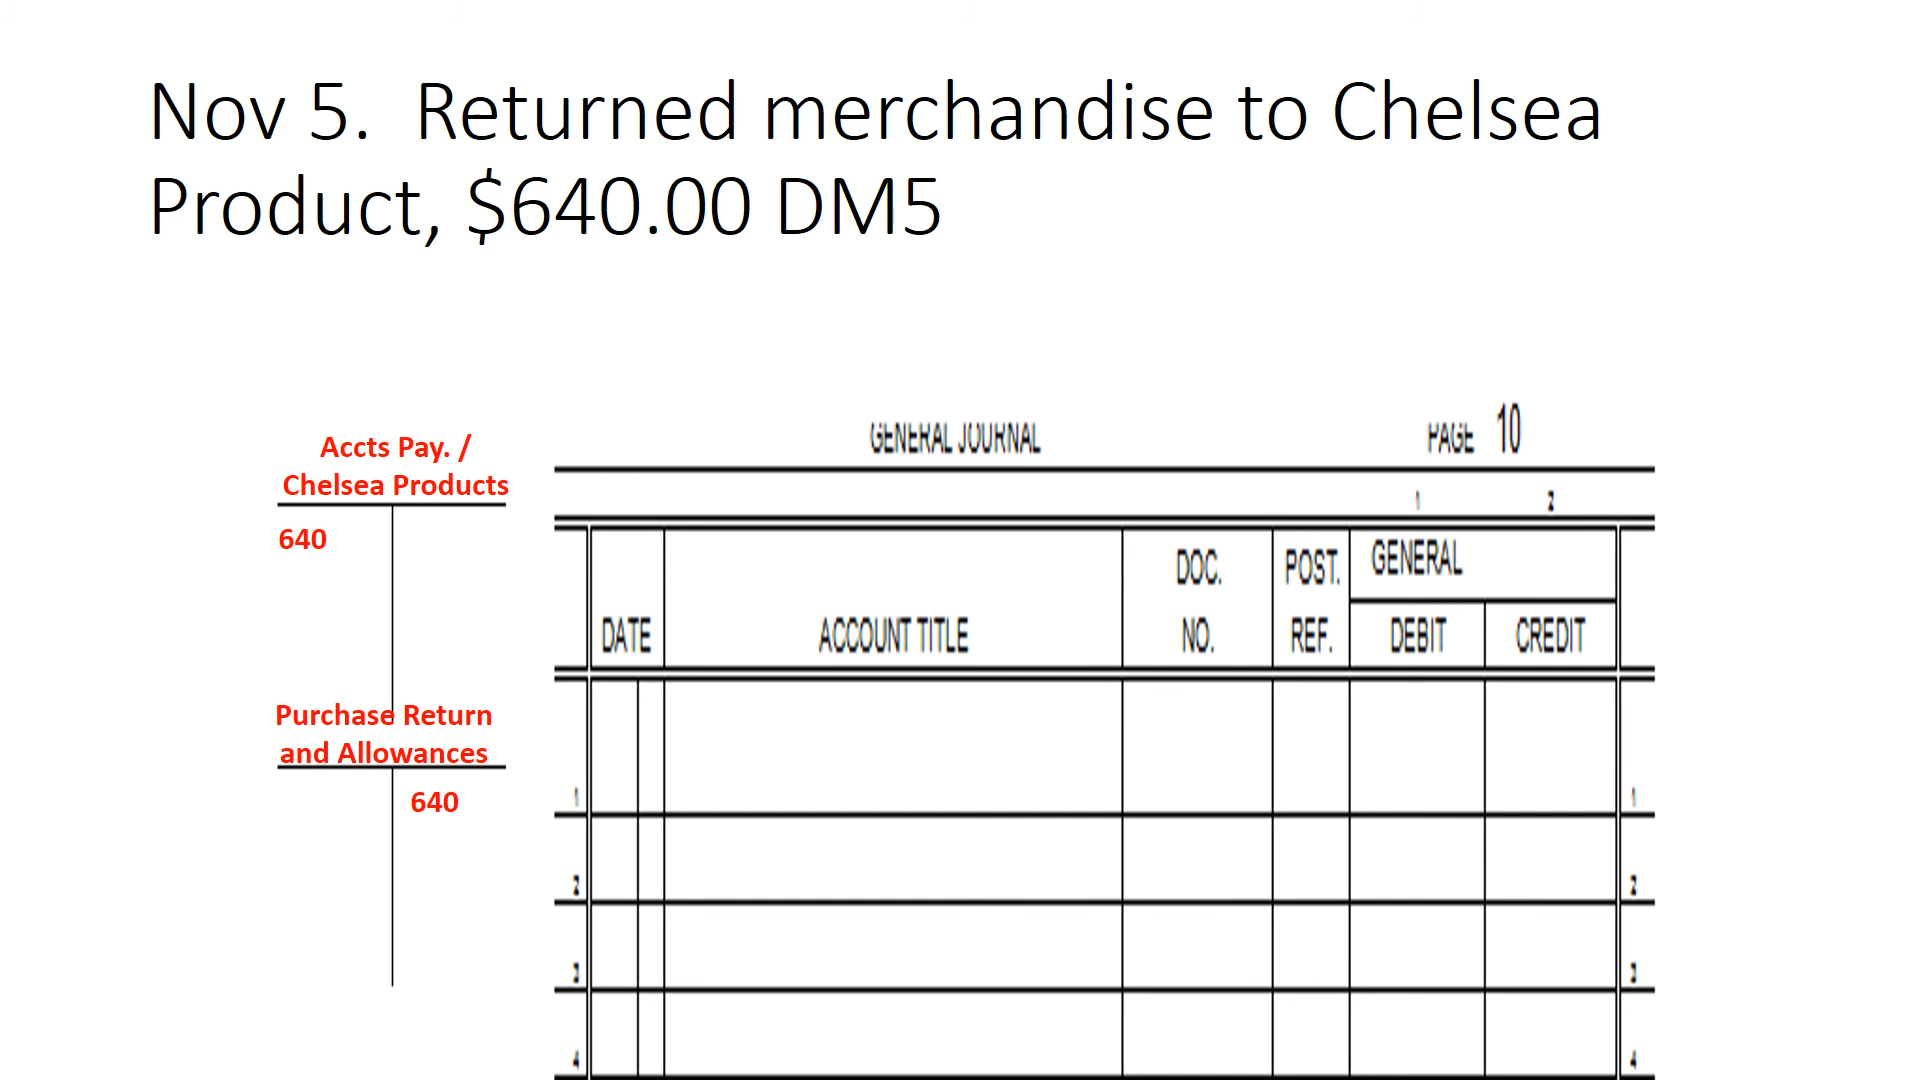 Nov 5.  Returned merchandise to Chelsea
Product, $640.00 DM5
Accts Pay. /
Chelsea Products
640
Purchase Return
and Allowances
640
GENERAL JOURNAL PAGE 10
1 2
DOC. POST. GENERAL
DATE ACCOUNT TITLE NO. REF. DEBIT CREDIT
1 1
2 2
3 3
4 4